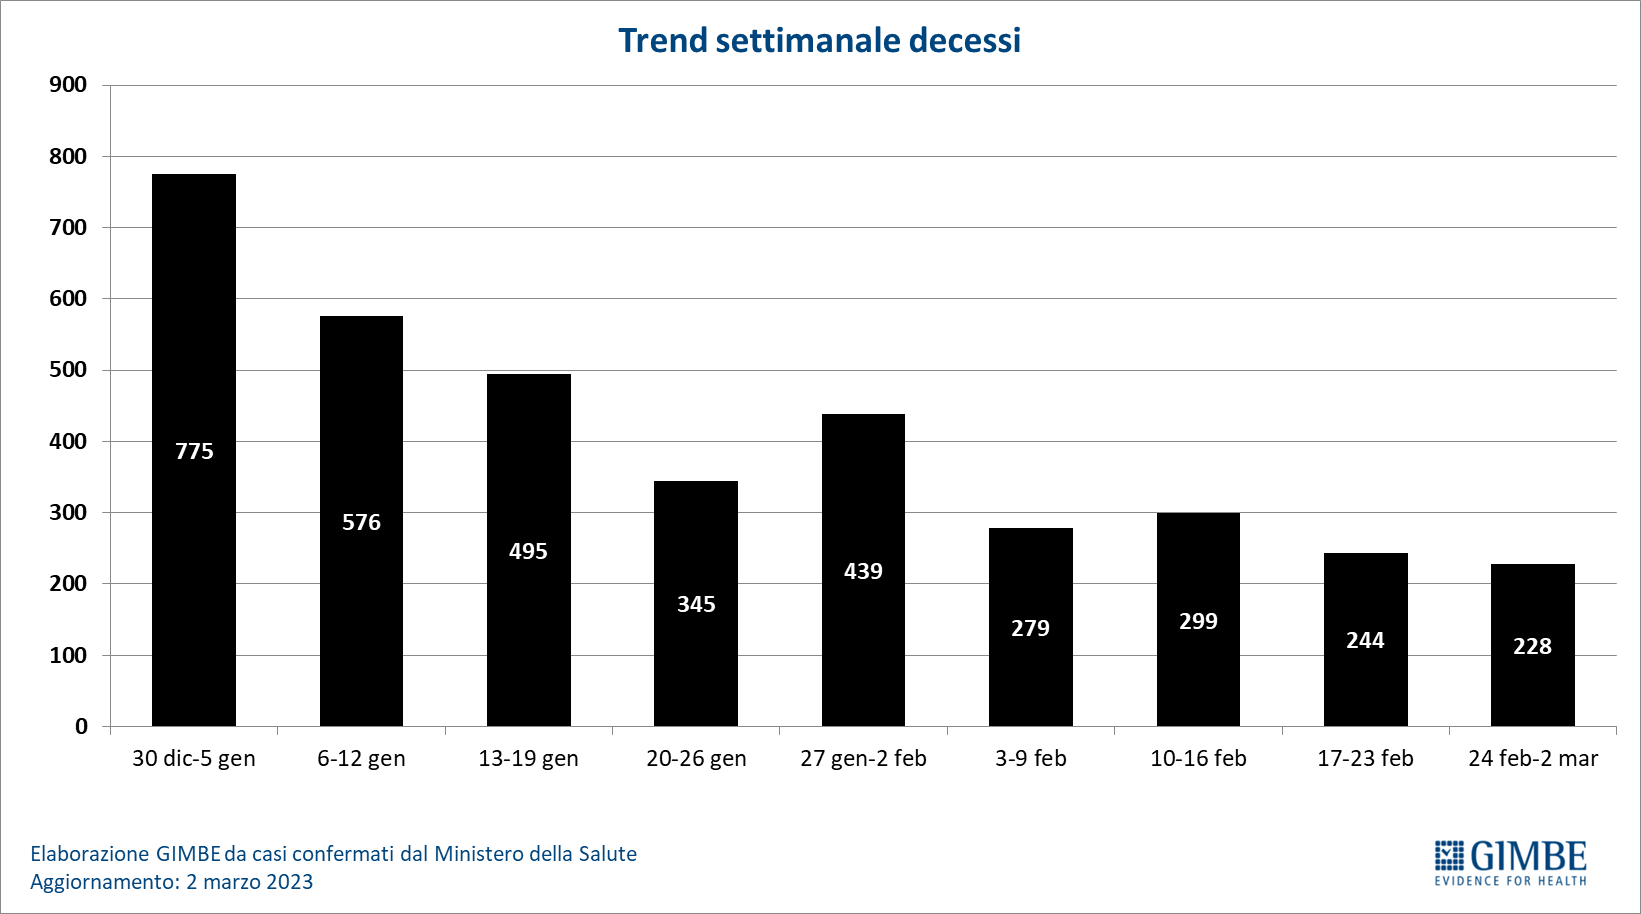 Trend settimanale decessi
900
800
700
600
500
400
300
200
100
0
775
576
495
345
439
279
299
244
228
30 dic-5 gen
6-12 gen
13-19 gen
20-26 gen
27 gen-2 feb
3-9 feb
10-16 feb
17-23 feb
24 feb-2 mar
Elaborazione GIMBE da casi confermati dal Ministero della Salute
Aggiornamento: 2 marzo 2023
GIMBE
EVIDENCE FOR HEALTH